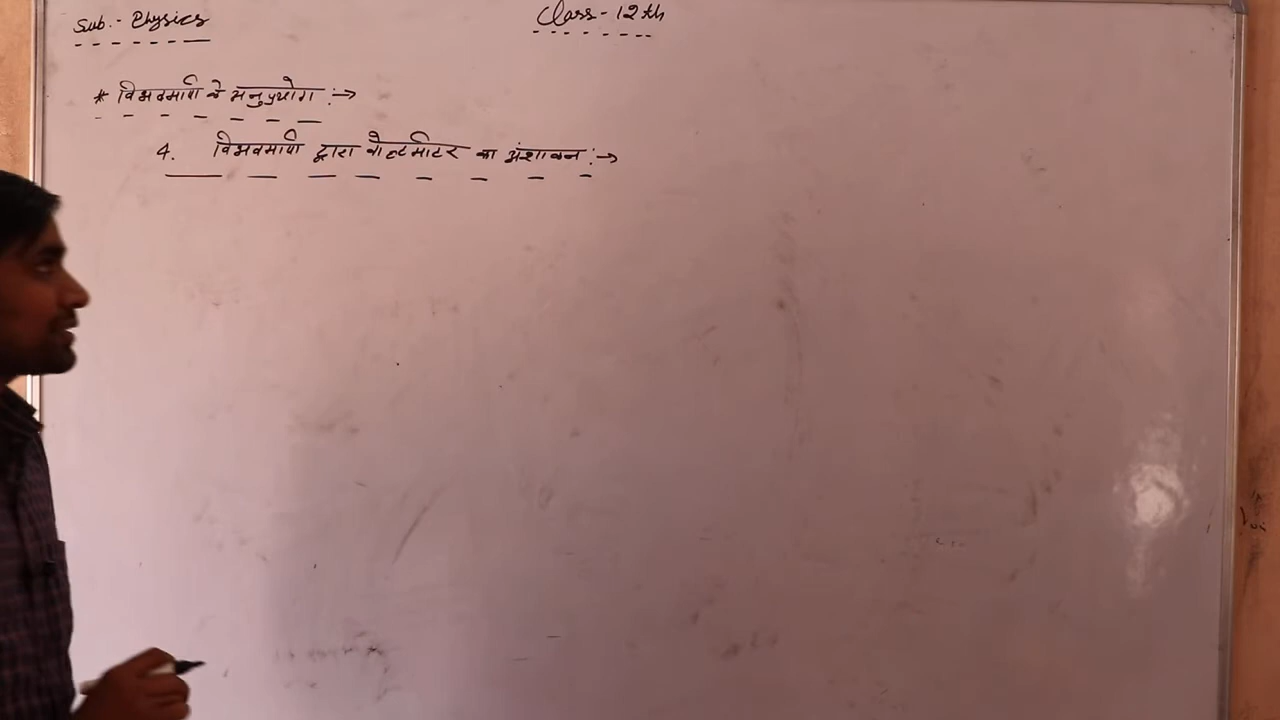 Sub.- Physics
Class-12th
* विभवमापी के अनुप्रयोग :→
4. विभवमापी द्वारा वोल्टमीटर का अंशांकन :→